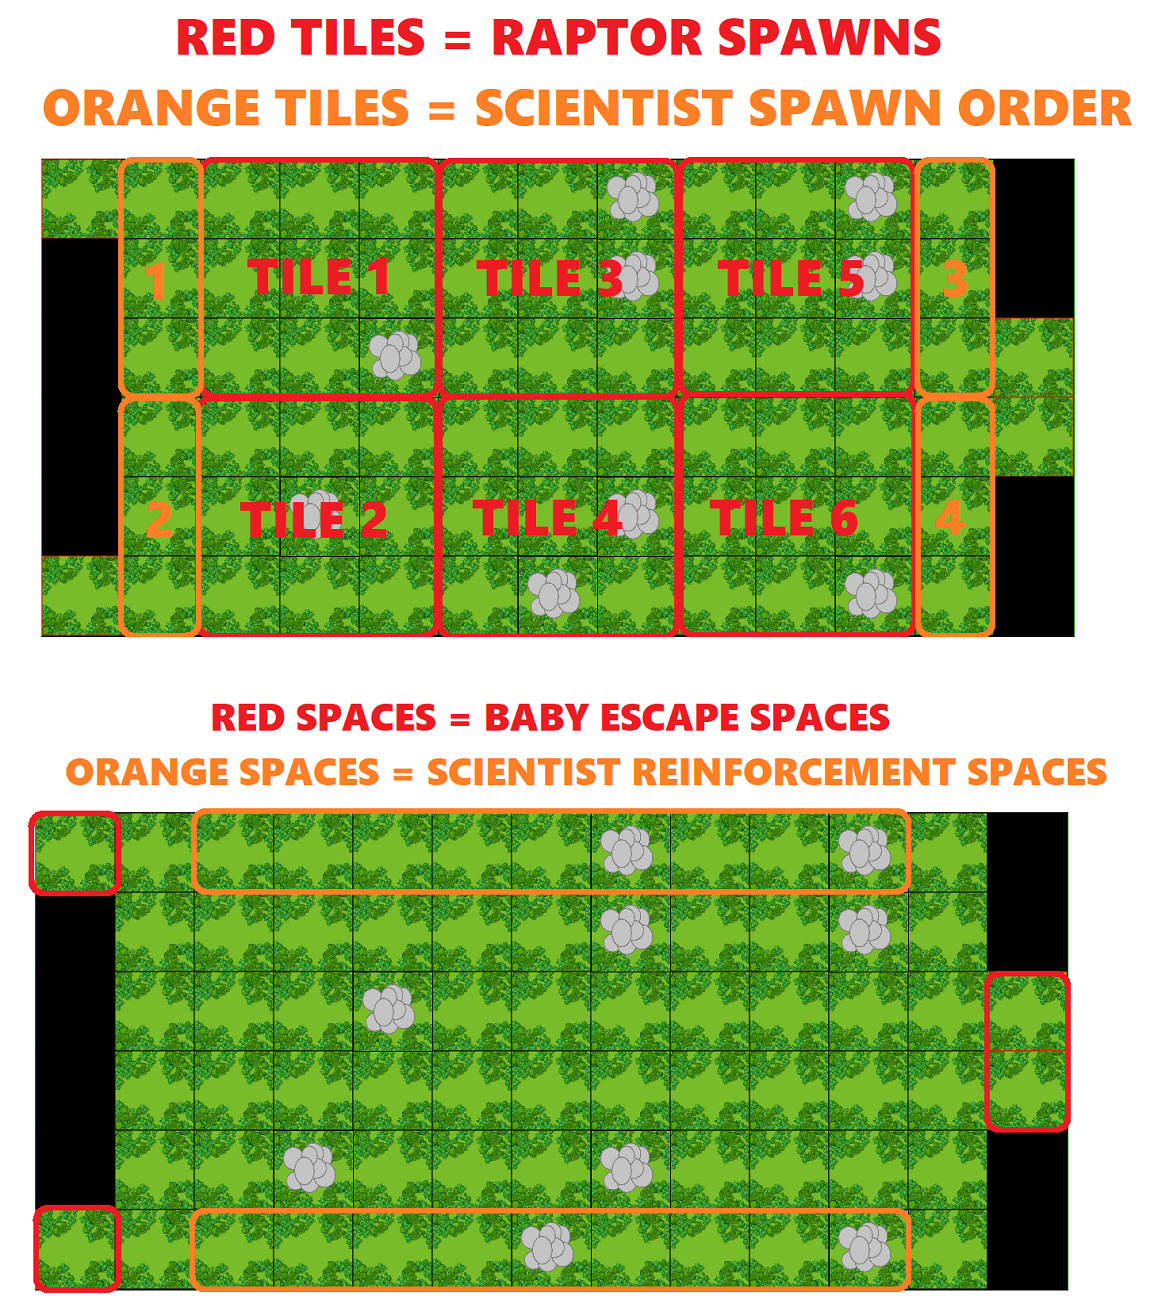 RED TILES = RAPTOR SPAWNS
ORANGE TILES = SCIENTIST SPAWN ORDER
1 TILE 1 TILE 3 TILE 5 3
2 TILE 2 TILE 4 TILE 6 4
RED SPACES = BABY ESCAPE SPACES
ORANGE SPACES = SCIENTIST REINFORCEMENT SPACES